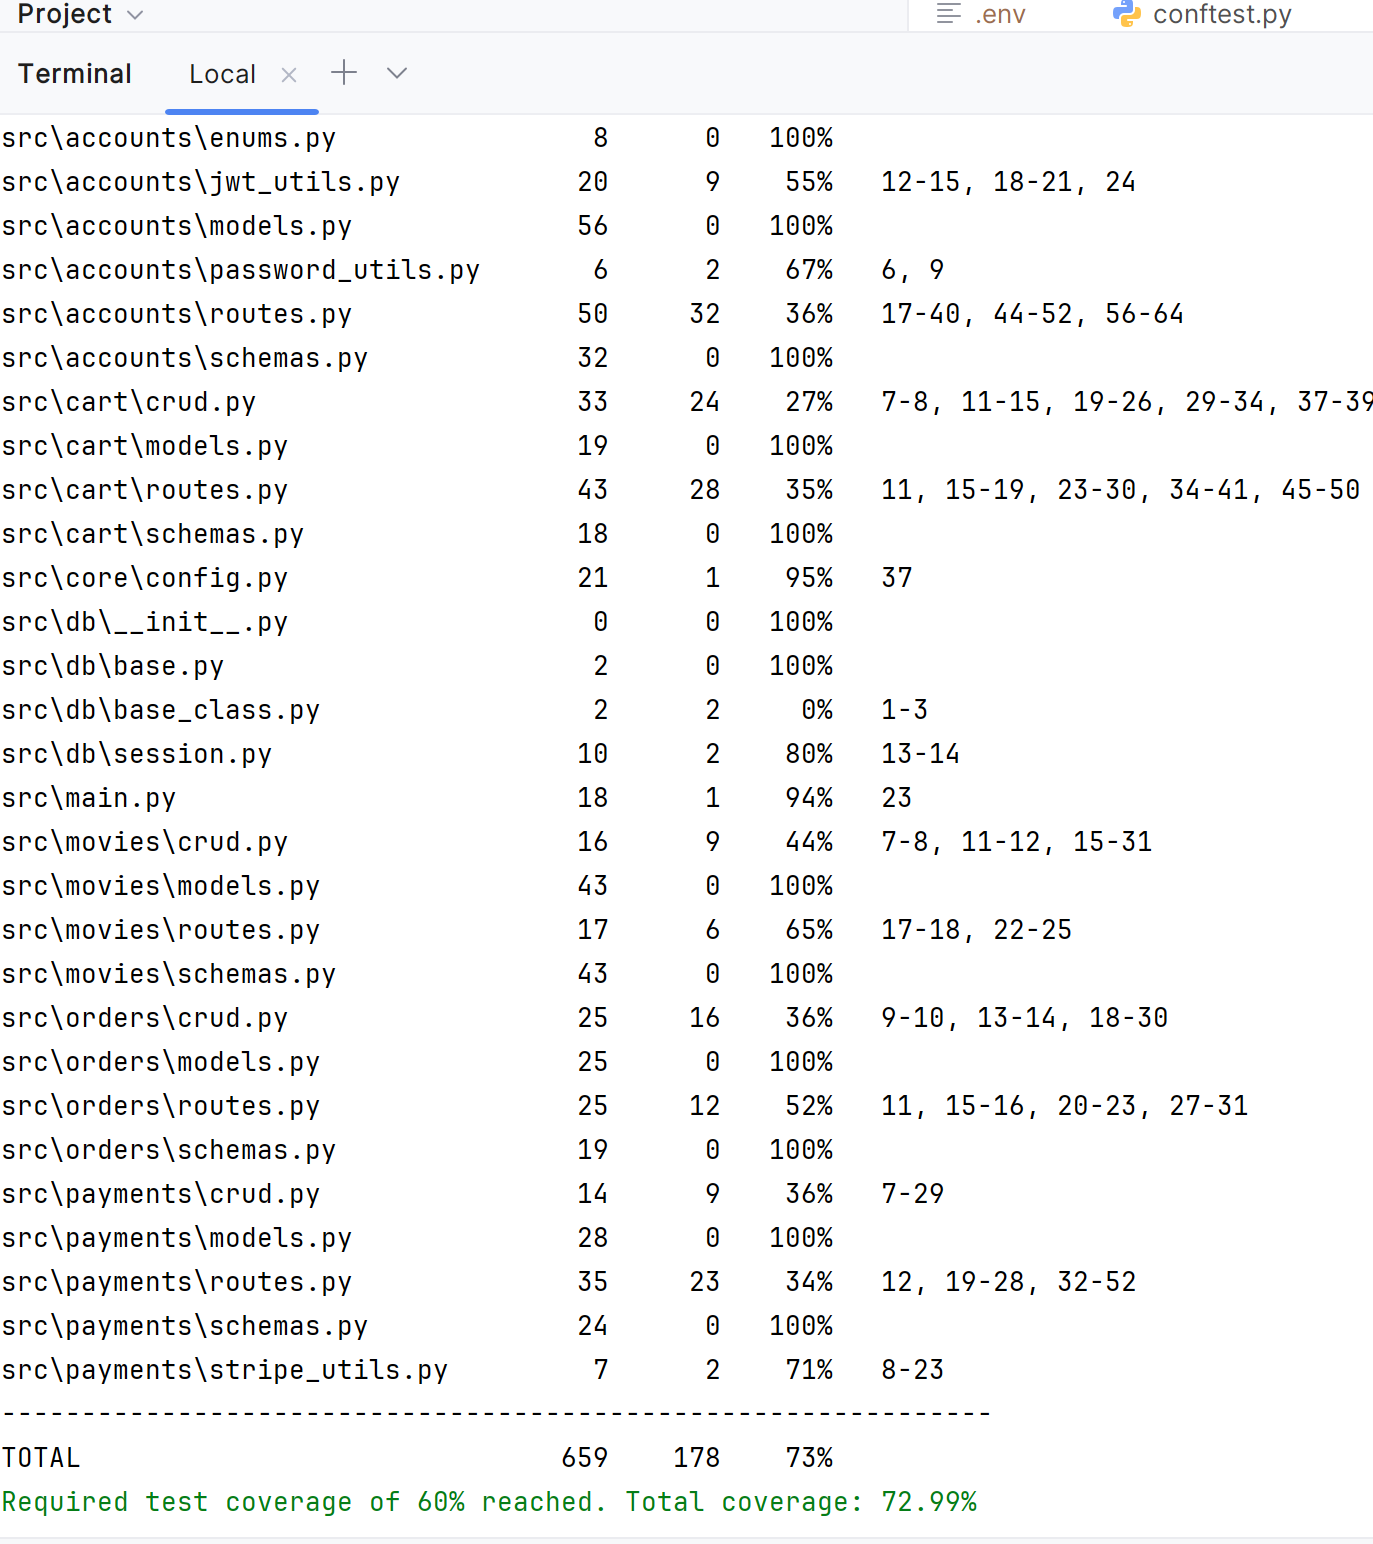 Project .env conftest.py
Terminal Local
src\accounts\enums.py 8 0 100%
src\accounts\jwt_utils.py 20 9 55% 12-15, 18-21, 24
src\accounts\models.py 56 0 100%
src\accounts\password_utils.py 6 2 67% 6, 9
src\accounts\routes.py 50 32 36% 17-40, 44-52, 56-64
src\accounts\schemas.py 32 0 100%
src\cart\crud.py 33 24 27% 7-8, 11-15, 19-26, 29-34, 37-39
src\cart\models.py 19 0 100%
src\cart\routes.py 43 28 35% 11, 15-19, 23-30, 34-41, 45-50
src\cart\schemas.py 18 0 100%
src\core\config.py 21 1 95% 37
src\db\__init__.py 0 0 100%
src\db\base.py 2 0 100%
src\db\base_class.py 2 2 0% 1-3
src\db\session.py 10 2 80% 13-14
src\main.py 18 1 94% 23
src\movies\crud.py 16 9 44% 7-8, 11-12, 15-31
src\movies\models.py 43 0 100%
src\movies\routes.py 17 6 65% 17-18, 22-25
src\movies\schemas.py 43 0 100%
src\orders\crud.py 25 16 36% 9-10, 13-14, 18-30
src\orders\models.py 25 0 100%
src\orders\routes.py 25 12 52% 11, 15-16, 20-23, 27-31
src\orders\schemas.py 19 0 100%
src\payments\crud.py 14 9 36% 7-29
src\payments\models.py 28 0 100%
src\payments\routes.py 35 23 34% 12, 19-28, 32-52
src\payments\schemas.py 24 0 100%
src\payments\stripe_utils.py 7 2 71% 8-23
--------------------------------------------------------------
TOTAL 659 178 73%
Required test coverage of 60% reached. Total coverage: 72.99%